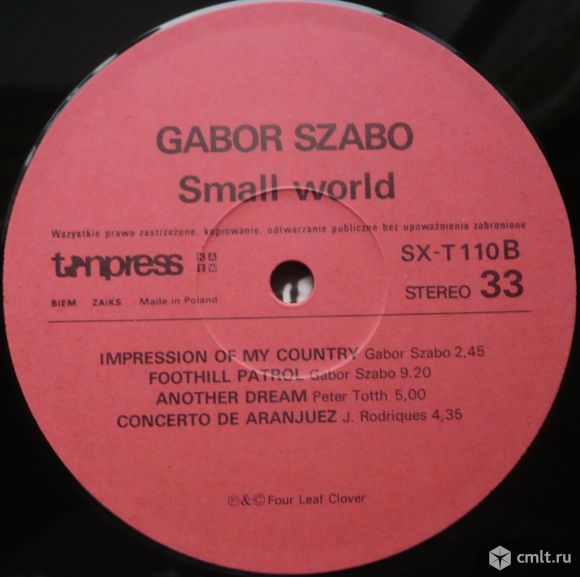 GABOR SZABO
Small world
Wszystkie prawa zastrzeżone, kopiowanie, odtwarzanie publiczne bez upoważnienia zabronione
tonpress KAW SX-T110B
BIEM ZAIKS Made in Poland STEREO 33
IMPRESSION OF MY COUNTRY Gabor Szabo 2,45
FOOTHILL PATROL Gabor Szabo 9.20
ANOTHER DREAM Peter Totth 5,00
CONCERTO DE ARANJUEZ J. Rodriques 4,35
Ⓟ&© Four Leaf Clover
cmlt.ru